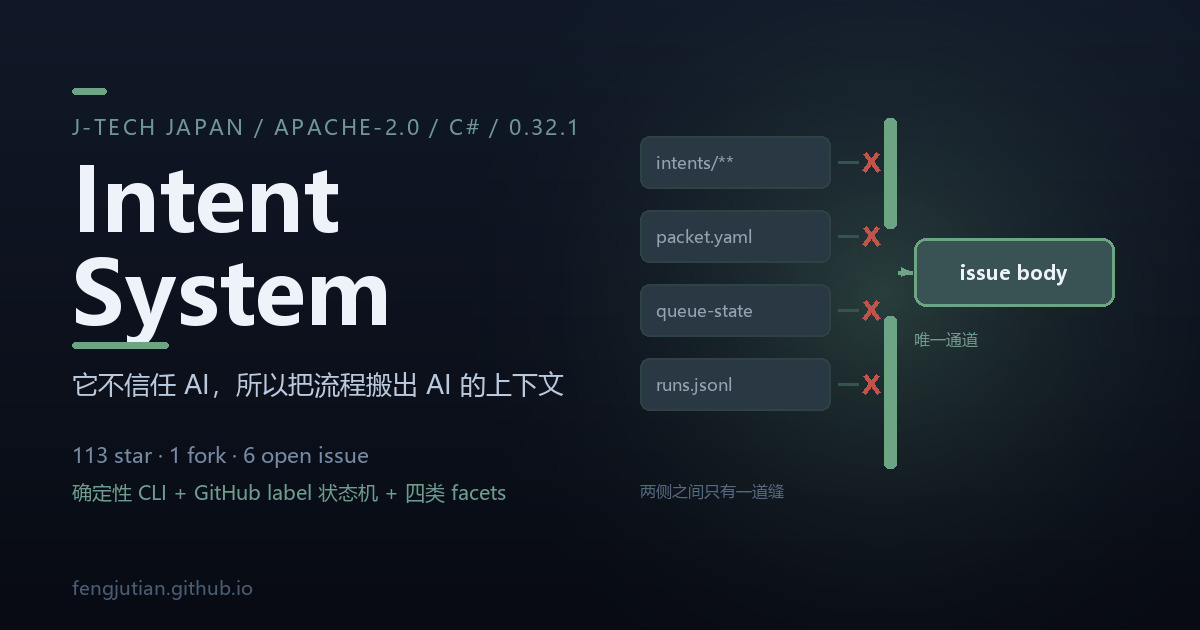 J-TECH JAPAN / APACHE-2.0 / C# / 0.32.1
Intent
System
它不信任 AI，所以把流程搬出 AI 的上下文
113 star · 1 fork · 6 open issue
确定性 CLI + GitHub label 状态机 + 四类 facets
fengjutian.github.io
intents/**
packet.yaml
queue-state
runs.jsonl
issue body
唯一通道
两侧之间只有一道缝